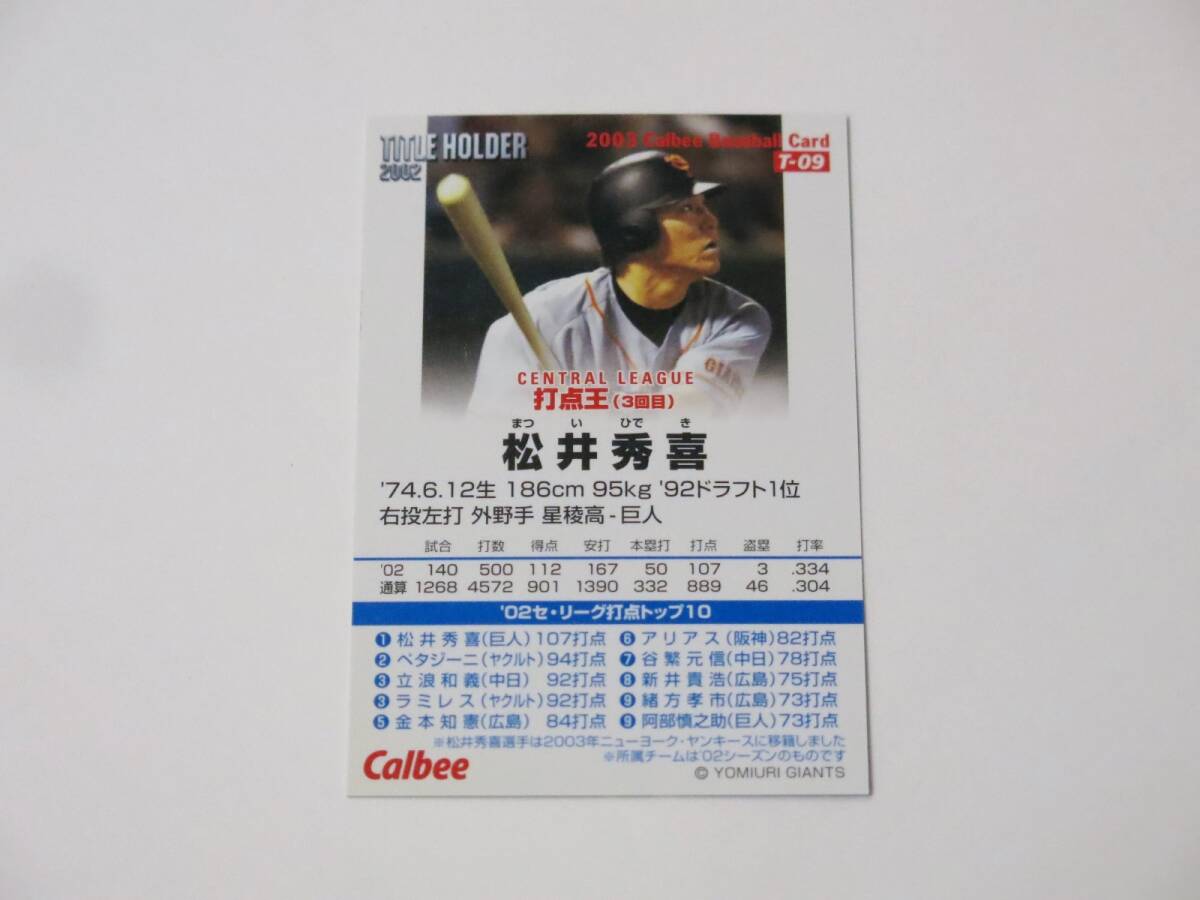 TITLE HOLDER
2002
2003 Calbee Baseball Card
T-09
GIA
CENTRAL LEAGUE
打点王(3回目)
まつ い ひで き
松井秀喜
'74.6.12生 186cm 95kg '92ドラフト1位
右投左打 外野手 星稜高-巨人
試合 打数 得点 安打 本塁打 打点 盗塁 打率
'02 140 500 112 167 50 107 3 .334
通算 1268 4572 901 1390 332 889 46 .304
'02セ・リーグ打点トップ10
① 松井秀喜(巨人)107打点 ⑥ アリアス(阪神)82打点
② ペタジーニ(ヤクルト)94打点 ⑦ 谷繁元信(中日)78打点
③ 立浪和義(中日) 92打点 ⑧ 新井貴浩(広島)75打点
③ ラミレス(ヤクルト)92打点 ⑨ 緒方孝市(広島)73打点
⑤ 金本知憲(広島) 84打点 ⑨ 阿部慎之助(巨人)73打点
※松井秀喜選手は2003年ニューヨーク・ヤンキースに移籍しました
※所属チームは'02シーズンのものです
Calbee
© YOMIURI GIANTS